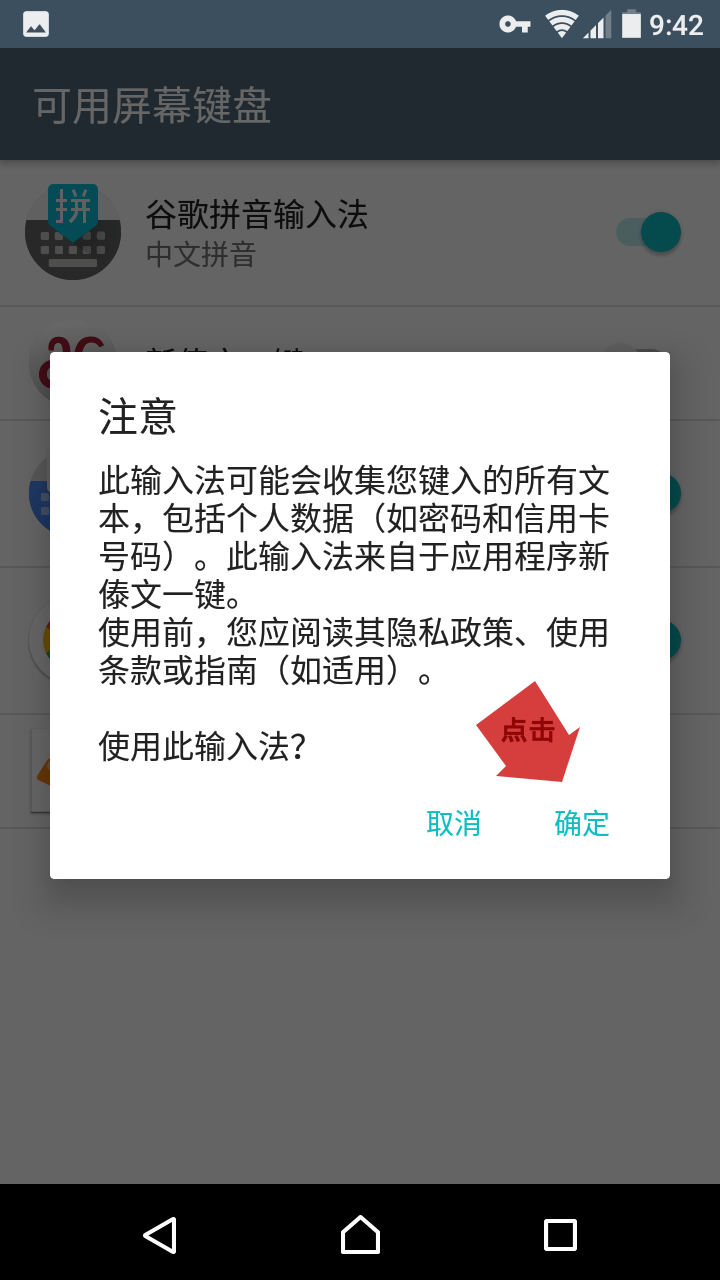 9:42
可用屏幕键盘
拼
谷歌拼音输入法
中文拼音
注意
此输入法可能会收集您键入的所有文
本，包括个人数据（如密码和信用卡
号码）。此输入法来自于应用程序新
傣文一键。
使用前，您应阅读其隐私政策、使用
条款或指南（如适用）。
点击
使用此输入法？
取消
确定